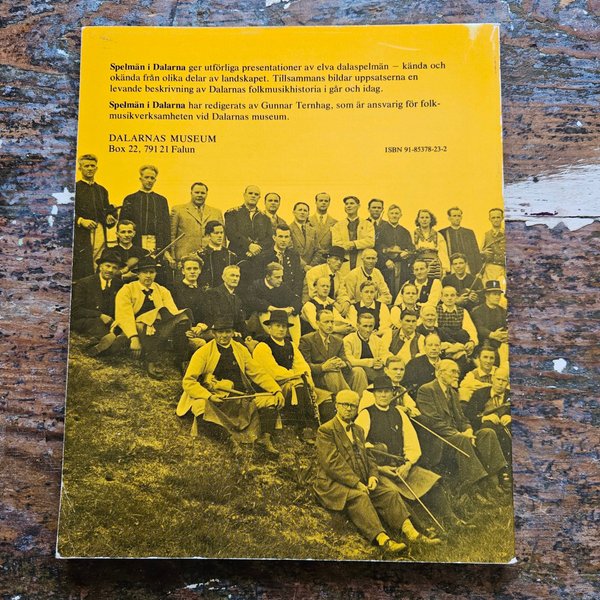 Spelmän i Dalarna ger utförliga presentationer av elva dalaspelmän – kända och
okända från olika delar av landskapet. Tillsammans bildar uppsatserna en
levande beskrivning av Dalarnas folkmusikhistoria i går och idag.
Spelmän i Dalarna har redigerats av Gunnar Ternhag, som är ansvarig för folk-
musikverksamheten vid Dalarnas museum.
DALARNAS MUSEUM
Box 22, 791 21 Falun
ISBN 91-85378-23-2